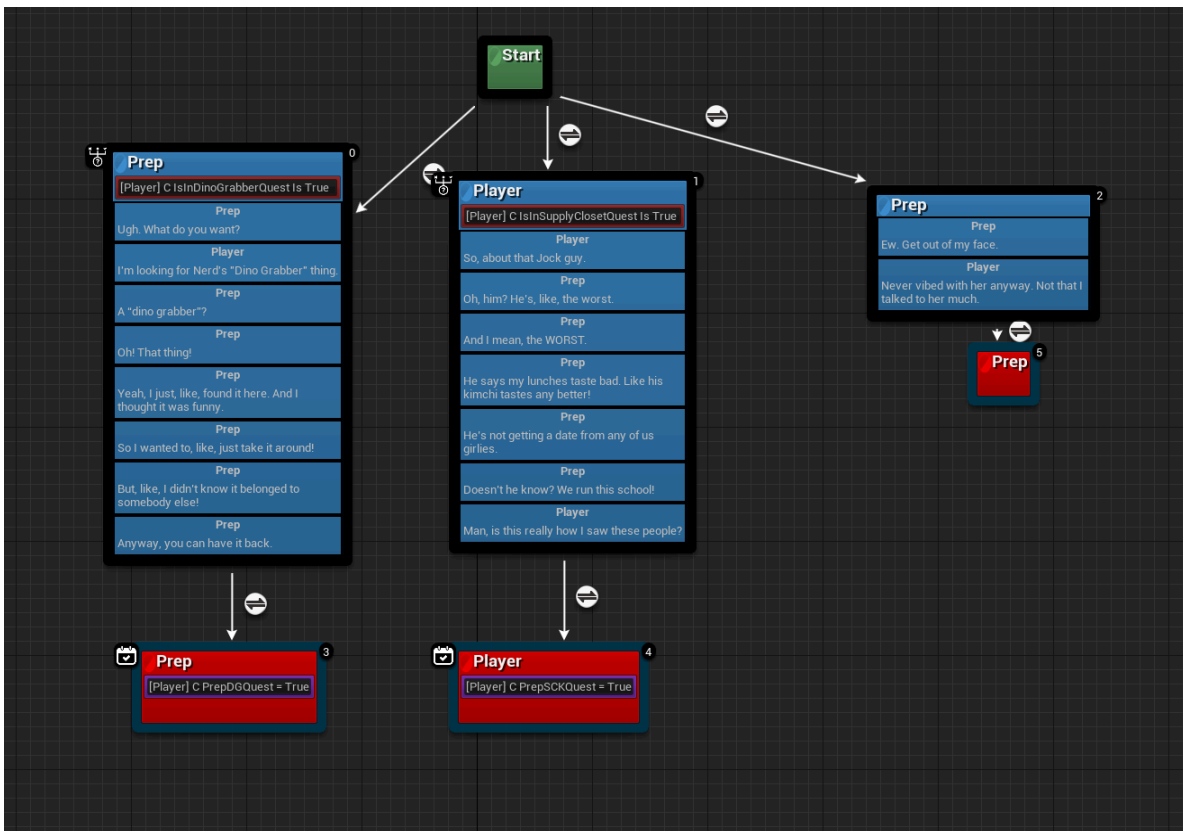 Start
0
Prep
[Player] C IsInDinoGrabberQuest Is True
Prep
Ugh. What do you want?
Player
I'm looking for Nerd's "Dino Grabber" thing.
Prep
A "dino grabber"?
Prep
Oh! That thing!
Prep
Yeah, I just, like, found it here. And I
thought it was funny.
Prep
So I wanted to, like, just take it around!
Prep
But, like, I didn't know it belonged to
somebody else!
Prep
Anyway, you can have it back.
1
Player
[Player] C IsInSupplyClosetQuest Is True
Player
So, about that Jock guy.
Prep
Oh, him? He's, like, the worst.
Prep
And I mean, the WORST.
Prep
He says my lunches taste bad. Like his
kimchi tastes any better!
Prep
He's not getting a date from any of us
girlies.
Prep
Doesn't he know? We run this school!
Player
Man, is this really how I saw these people?
2
Prep
Prep
Ew. Get out of my face.
Player
Never vibed with her anyway. Not that I
talked to her much.
5
Prep
3
Prep
[Player] C PrepDGQuest = True
4
Player
[Player] C PrepSCKQuest = True